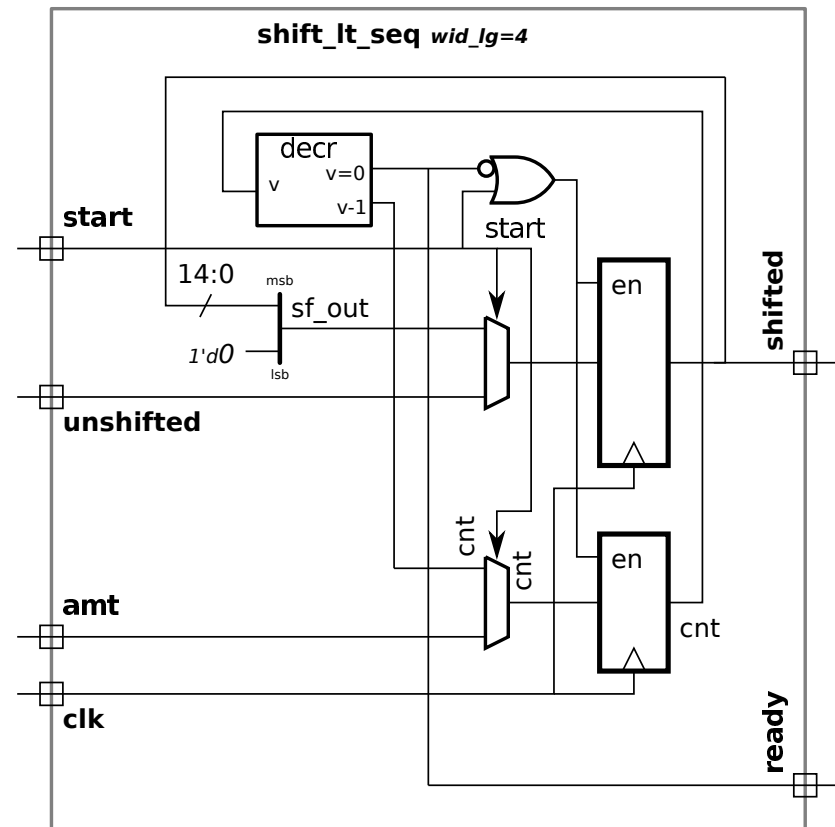 shift_lt_seq wid_lg=4
decr
v=0
v
v-1
start
start
14:0
msb
sf_out
1'd0
lsb
en
shifted
unshifted
cnt
cnt
en
amt
cnt
clk
ready